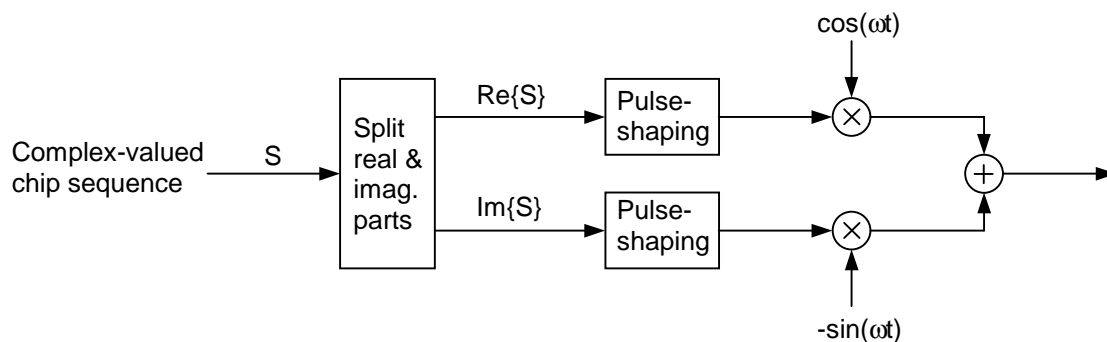 cos(ωt)
Complex-valued
chip sequence
S
Split
real &
imag.
parts
Re{S}
Pulse-
shaping
Im{S}
Pulse-
shaping
-sin(ωt)